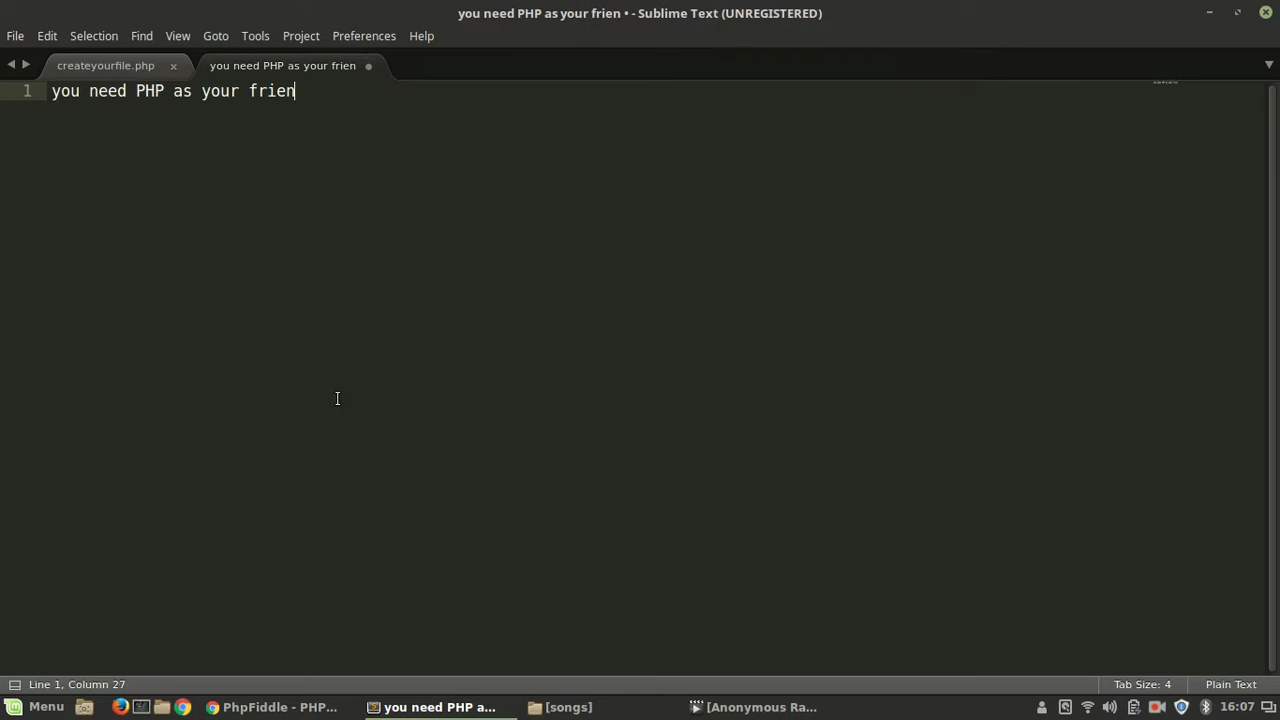 you need PHP as your frien • - Sublime Text (UNREGISTERED)
File Edit Selection Find View Goto Tools Project Preferences Help
createyourfile.php × you need PHP as your frien
1 you need PHP as your frien
Line 1, Column 27 Tab Size: 4 Plain Text
Menu PhpFiddle - PHP... you need PHP a... [songs] [Anonymous Ra... 16:07